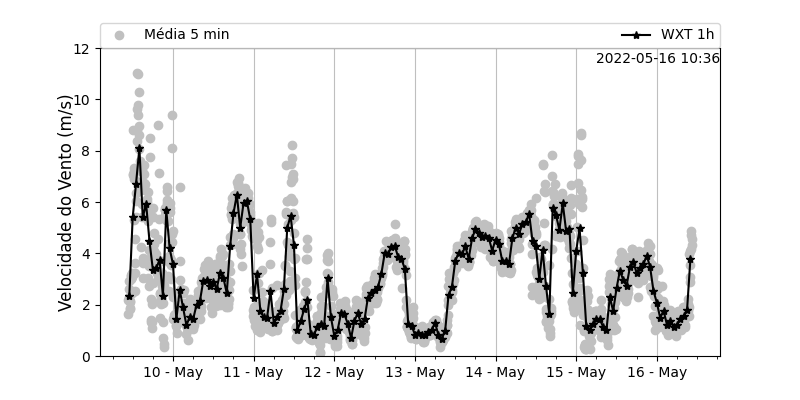 Média 5 min
WXT 1h
2022-05-16 10:36
Velocidade do Vento (m/s)
12
10
8
6
4
2
0
10 - May
11 - May
12 - May
13 - May
14 - May
15 - May
16 - May